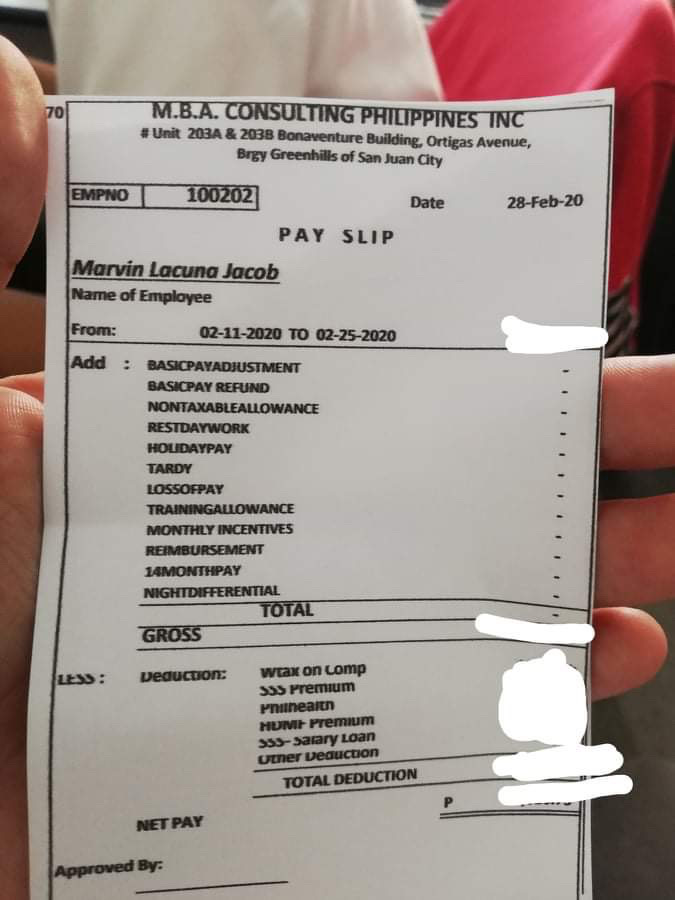 70
M.B.A. CONSULTING PHILIPPINES INC
# Unit 203A & 203B Bonaventure Building, Ortigas Avenue,
Brgy Greenhills of San Juan City
EMPNO 100202 Date 28-Feb-20
PAY SLIP
Marvin Lacuna Jacob
Name of Employee
From: 02-11-2020 TO 02-25-2020
Add : BASICPAYADJUSTMENT -
BASICPAY REFUND -
NONTAXABLEALLOWANCE -
RESTDAYWORK -
HOLIDAYPAY -
TARDY -
LOSSOFPAY -
TRAININGALLOWANCE -
MONTHLY INCENTIVES -
REIMBURSEMENT -
14MONTHPAY -
NIGHTDIFFERENTIAL -
TOTAL -
GROSS
LESS : Deduction: Wtax on Comp
SSS Premium
Philhealth
HDMF Premium
SSS- Salary Loan
Other Deduction
TOTAL DEDUCTION
NET PAY P
Approved By: